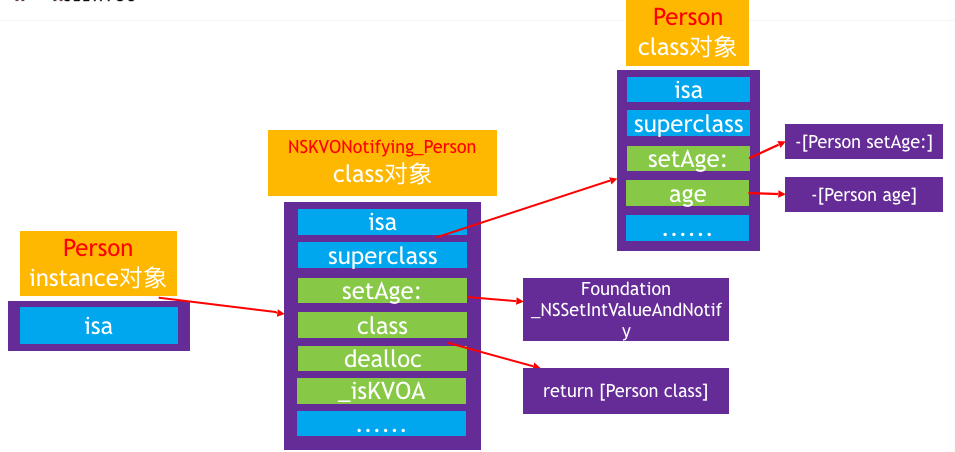 Person
class对象
isa
superclass
setAge:
age
......
-[Person setAge:]
-[Person age]
NSKVONotifying_Person
class对象
isa
superclass
setAge:
class
dealloc
_isKVOA
......
Foundation
_NSSetIntValueAndNotif
y
return [Person class]
Person
instance对象
isa